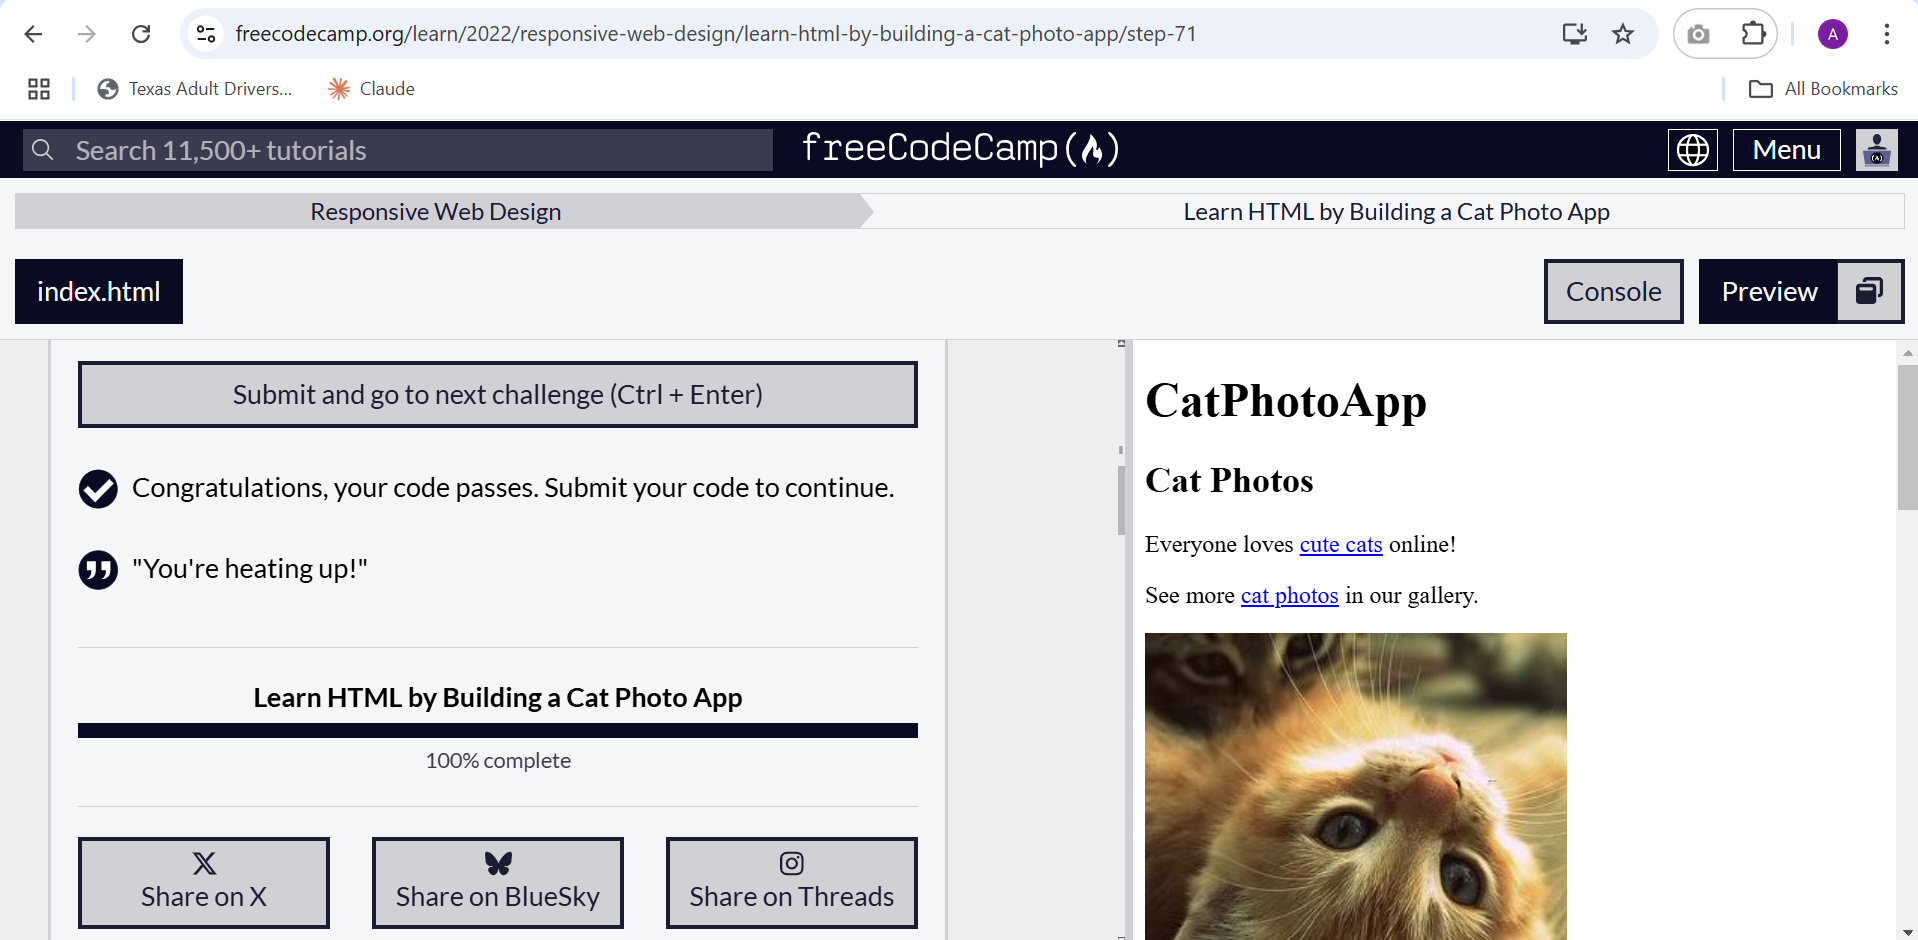 freecodecamp.org/learn/2022/responsive-web-design/learn-html-by-building-a-cat-photo-app/step-71
A
Texas Adult Drivers...
Claude
All Bookmarks
Search 11,500+ tutorials
freeCodeCamp(🔥)
Menu
(A)
Responsive Web Design
Learn HTML by Building a Cat Photo App
index.html
Console
Preview
Submit and go to next challenge (Ctrl + Enter)
Congratulations, your code passes. Submit your code to continue.
"You're heating up!"
Learn HTML by Building a Cat Photo App
100% complete
Share on X
Share on BlueSky
Share on Threads
CatPhotoApp
Cat Photos
Everyone loves cute cats online!
See more cat photos in our gallery.